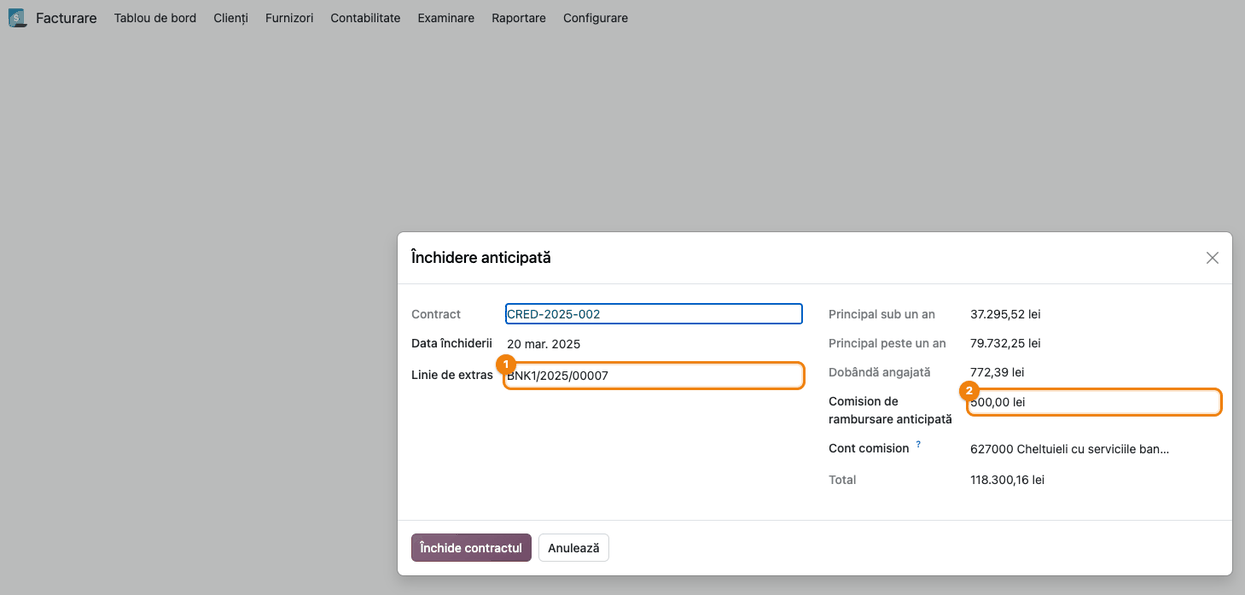 Facturare Tablou de bord Clienți Furnizori Contabilitate Examinare Raportare Configurare
Închidere anticipată
Contract CRED-2025-002
Data închiderii 20 mar. 2025
Linie de extras BNK1/2025/00007
1
Principal sub un an 37.295,52 lei
Principal peste un an 79.732,25 lei
Dobândă angajată 772,39 lei
2
Comision de 500,00 lei
rambursare anticipată
Cont comision ? 627000 Cheltuieli cu serviciile ban...
Total 118.300,16 lei
Închide contractul Anulează